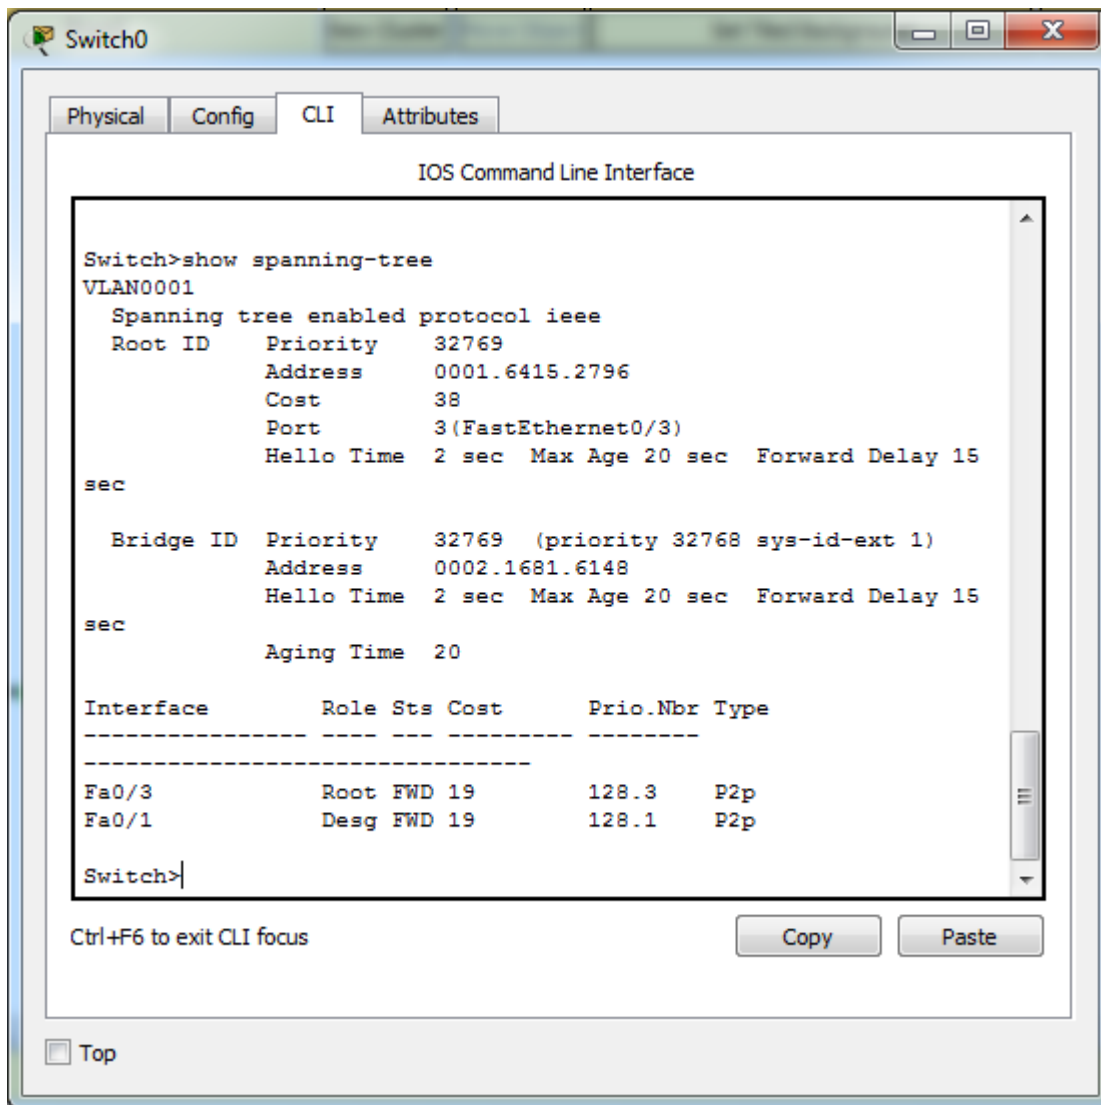 Switch0
Physical Config CLI Attributes
IOS Command Line Interface
Switch>show spanning-tree
VLAN0001
  Spanning tree enabled protocol ieee
  Root ID    Priority    32769
             Address     0001.6415.2796
             Cost        38
             Port        3(FastEthernet0/3)
             Hello Time  2 sec  Max Age 20 sec  Forward Delay 15
sec
  Bridge ID  Priority    32769  (priority 32768 sys-id-ext 1)
             Address     0002.1681.6148
             Hello Time  2 sec  Max Age 20 sec  Forward Delay 15
sec
             Aging Time  20
Interface        Role Sts Cost      Prio.Nbr Type
---------------- ---- --- --------- --------
--------------------------------
Fa0/3            Root FWD 19        128.3    P2p
Fa0/1            Desg FWD 19        128.1    P2p
Switch>
Ctrl+F6 to exit CLI focus Copy Paste
Top